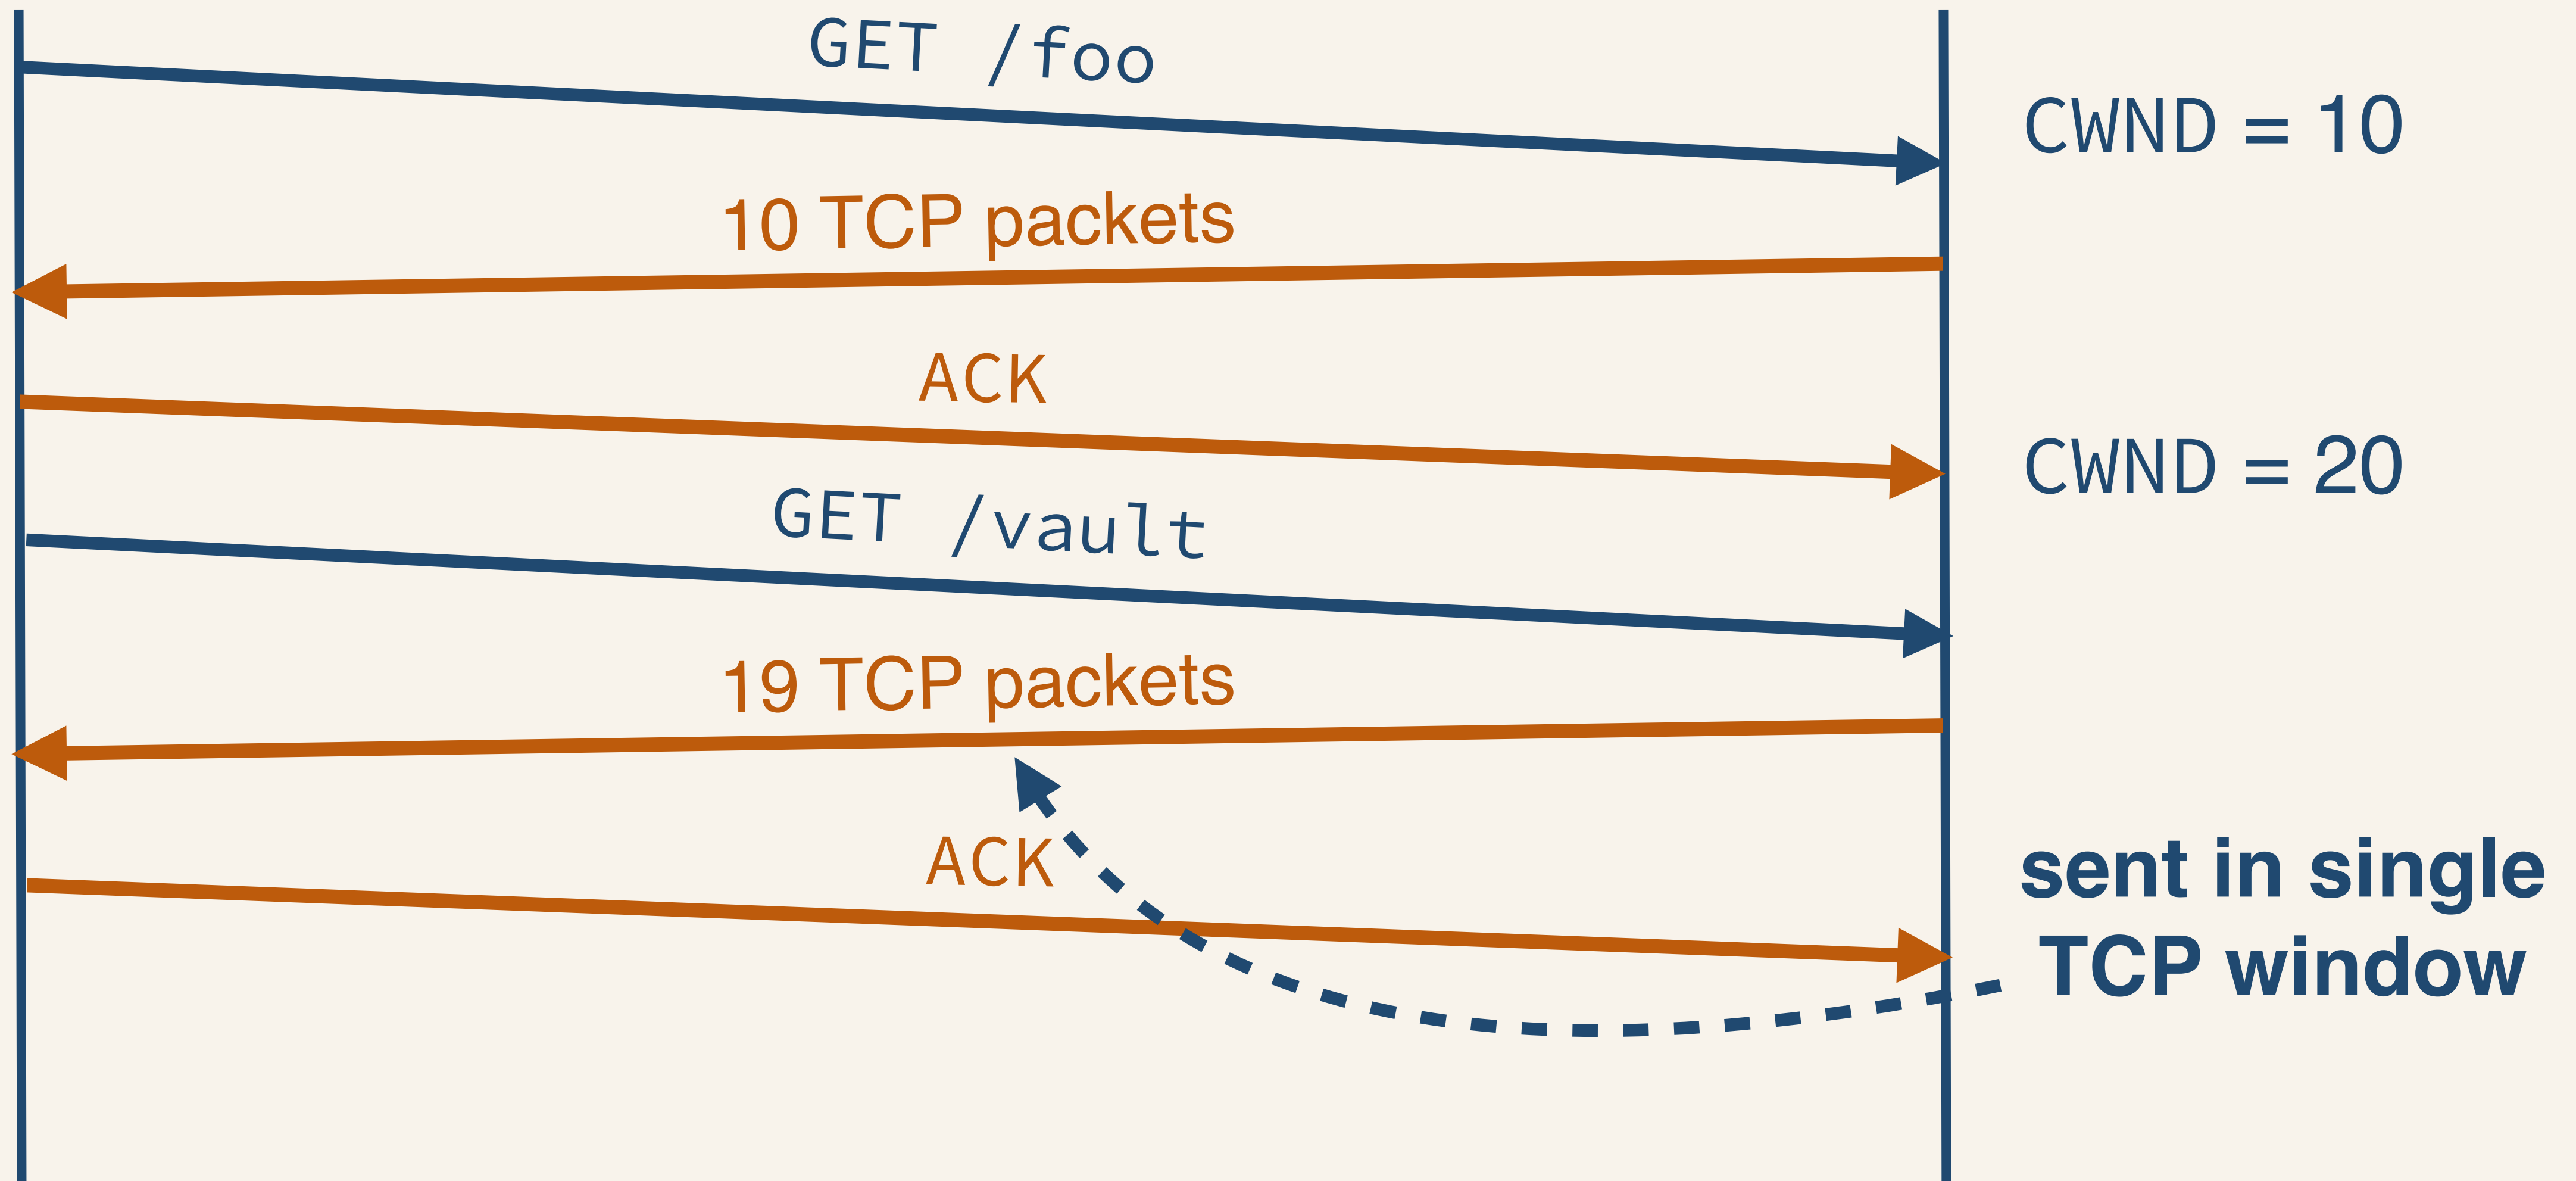 GET /foo
CWND = 10
10 TCP packets
ACK
CWND = 20
GET /vault
19 TCP packets
ACK
sent in single
TCP window